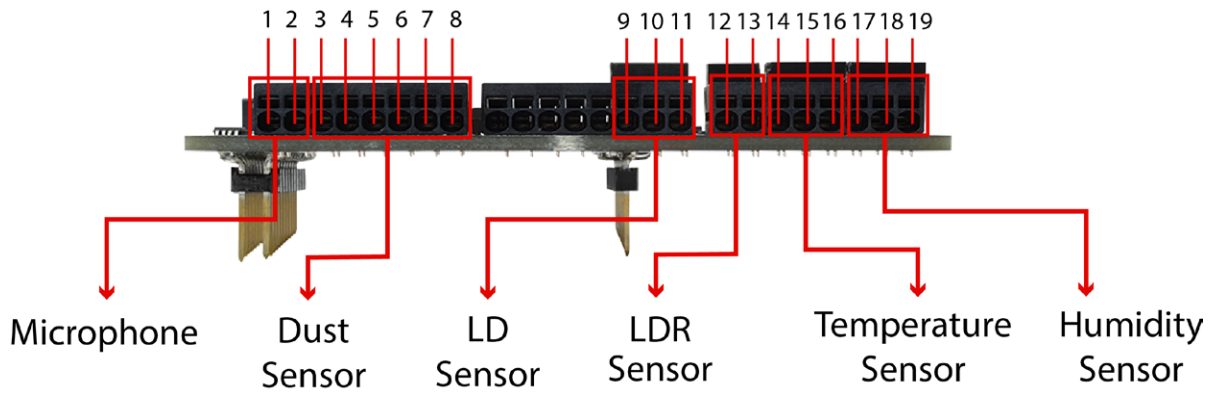 1 2 3 4 5 6 7 8 9 10 11 12 13 14 15 16 17 18 19
Microphone
Dust
Sensor
LD
Sensor
LDR
Sensor
Temperature
Sensor
Humidity
Sensor